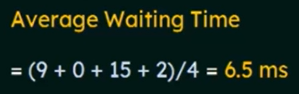 Average Waiting Time
= (9 + 0 + 15 + 2)/4 = 6.5 ms